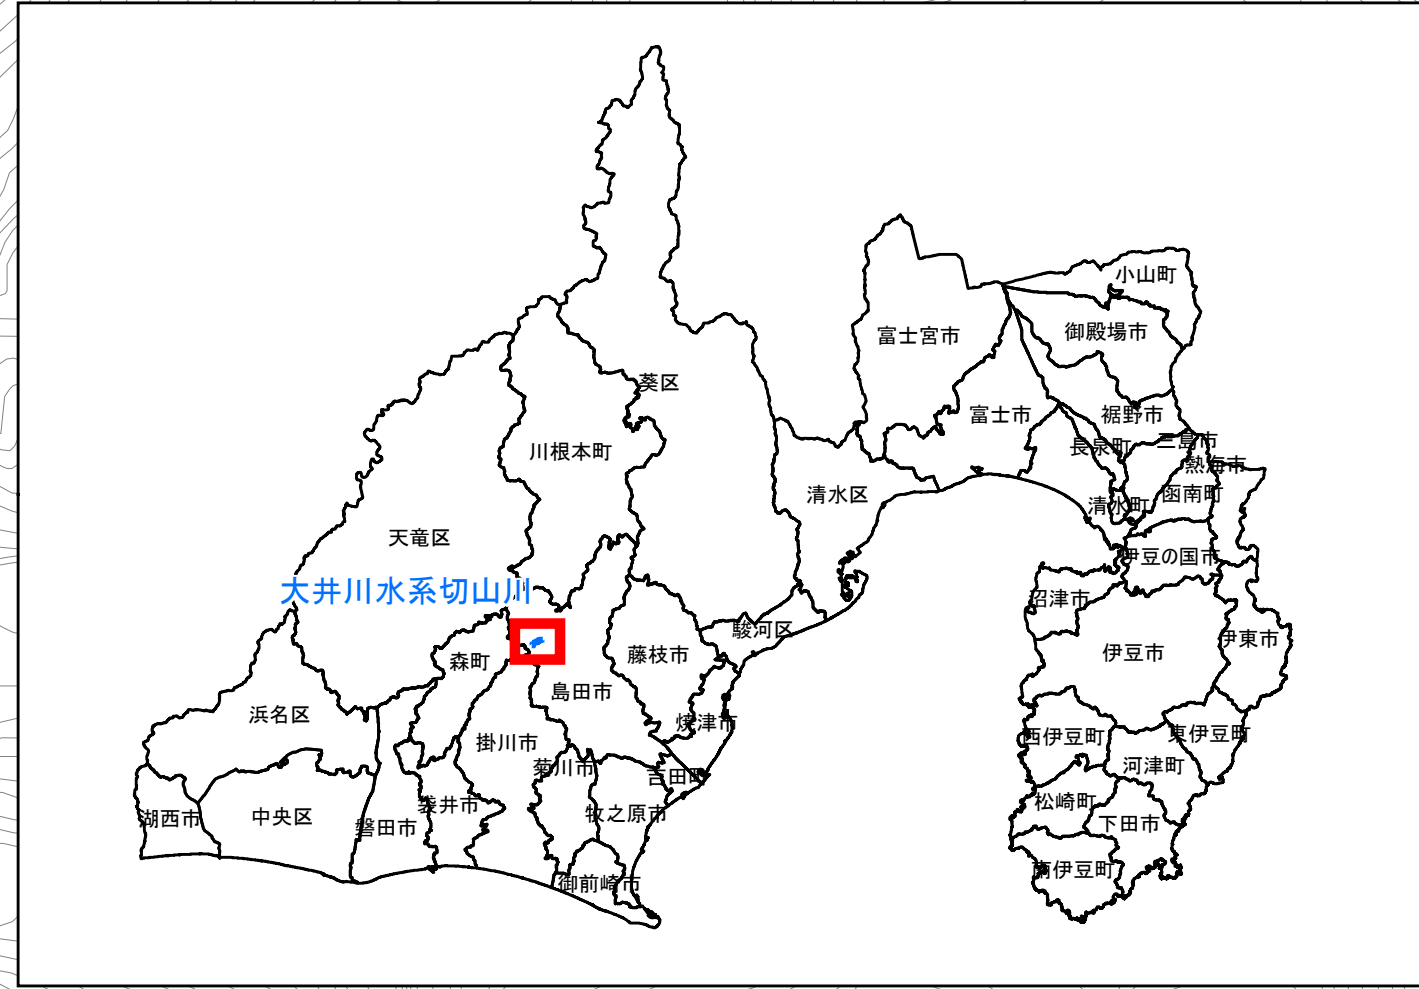 小山町
御殿場市
富士宮市
葵区
裾野市
富士市
三島市
長泉町
川根本町
熱海市
函南町
清水区
清水町
天竜区
伊豆の国市
大井川水系切山川
沼津市
駿河区
伊東市
伊豆市
藤枝市
森町
島田市
浜名区
焼津市
東伊豆町
西伊豆町
掛川市
河津町
菊川市
吉田町
松崎町
袋井市
牧之原市
中央区
湖西市
下田市
磐田市
南伊豆町
御前崎市